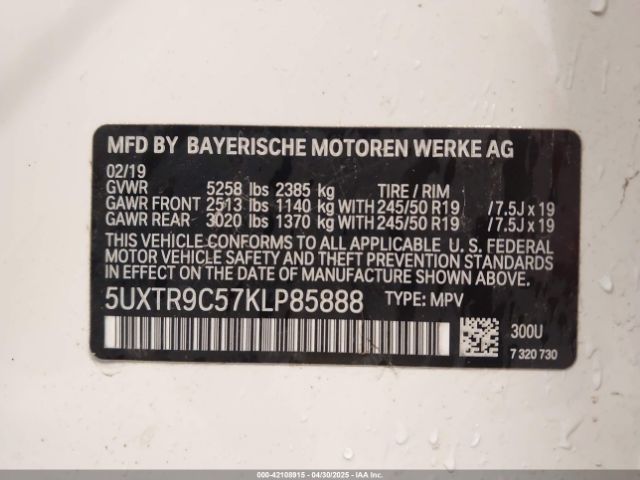 MFD BY BAYERISCHE MOTOREN WERKE AG
02/19
GVWR 5258 lbs 2385 kg TIRE / RIM
GAWR FRONT 2513 lbs 1140 kg WITH 245/50 R19 / 7.5J x 19
GAWR REAR 3020 lbs 1370 kg WITH 245/50 R19 / 7.5J x 19
THIS VEHICLE CONFORMS TO ALL APPLICABLE U. S. FEDERAL
MOTOR VEHICLE SAFETY AND THEFT PREVENTION STANDARDS
IN EFFECT ON THE DATE OF MANUFACTURE SHOWN ABOVE.
5UXTR9C57KLP85888 TYPE: MPV
300U
7 320 730
000-42108915 - 04/30/2025 - IAAI.com